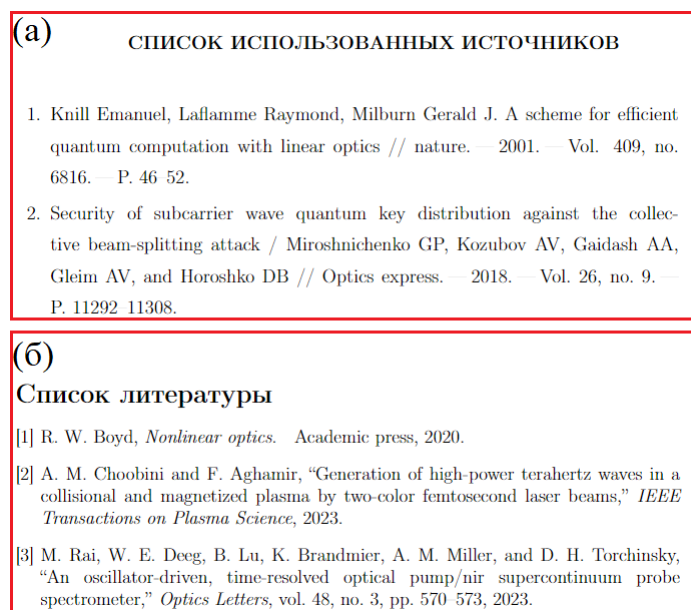 (а)
СПИСОК ИСПОЛЬЗОВАННЫХ ИСТОЧНИКОВ
1. Knill Emanuel, Laflamme Raymond, Milburn Gerald J. A scheme for efficient
quantum computation with linear optics // nature. — 2001. — Vol. 409, no.
6816. — P. 46 52.
2. Security of subcarrier wave quantum key distribution against the collec-
tive beam-splitting attack / Miroshnichenko GP, Kozubov AV, Gaidash AA,
Gleim AV, and Horoshko DB // Optics express. — 2018. — Vol. 26, no. 9. —
P. 11292 11308.
(б)
Список литературы
[1] R. W. Boyd, Nonlinear optics. Academic press, 2020.
[2] A. M. Choobini and F. Aghamir, “Generation of high-power terahertz waves in a
collisional and magnetized plasma by two-color femtosecond laser beams,” IEEE
Transactions on Plasma Science, 2023.
[3] M. Rai, W. E. Deeg, B. Lu, K. Brandmier, A. M. Miller, and D. H. Torchinsky,
“An oscillator-driven, time-resolved optical pump/nir supercontinuum probe
spectrometer,” Optics Letters, vol. 48, no. 3, pp. 570–573, 2023.